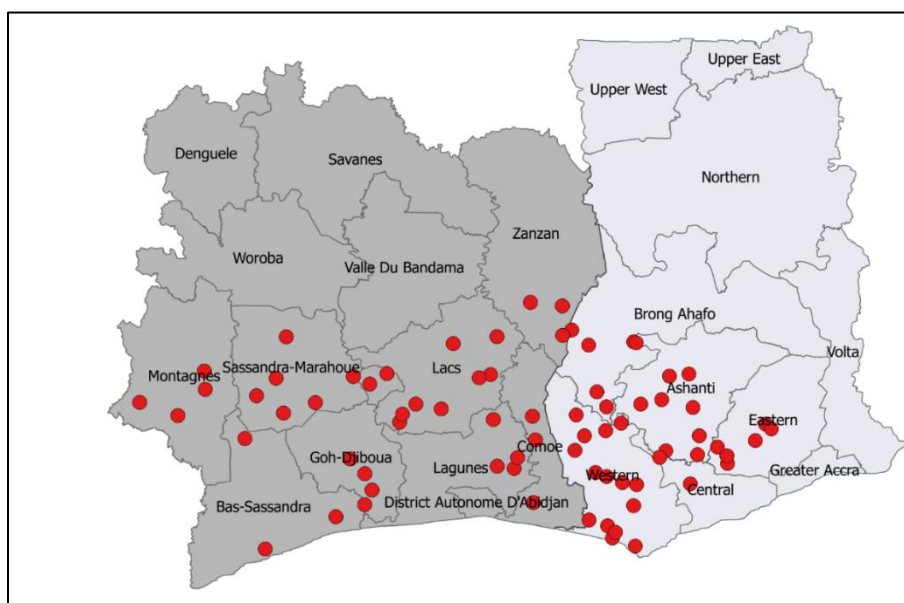 Upper East
Upper West
Denguele
Savanes
Northern
Zanzan
Woroba
Valle Du Bandama
Brong Ahafo
Volta
Sassandra-Marahoue
Lacs
Montagnes
Ashanti
Eastern
Comoe
Goh-Djiboua
Lagunes
Greater Accra
Western
Central
Bas-Sassandra
District Autonome D'Abidjan